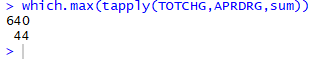 > which.max(tapply(TOTCHG,APRDRG,sum))
640
 44
>